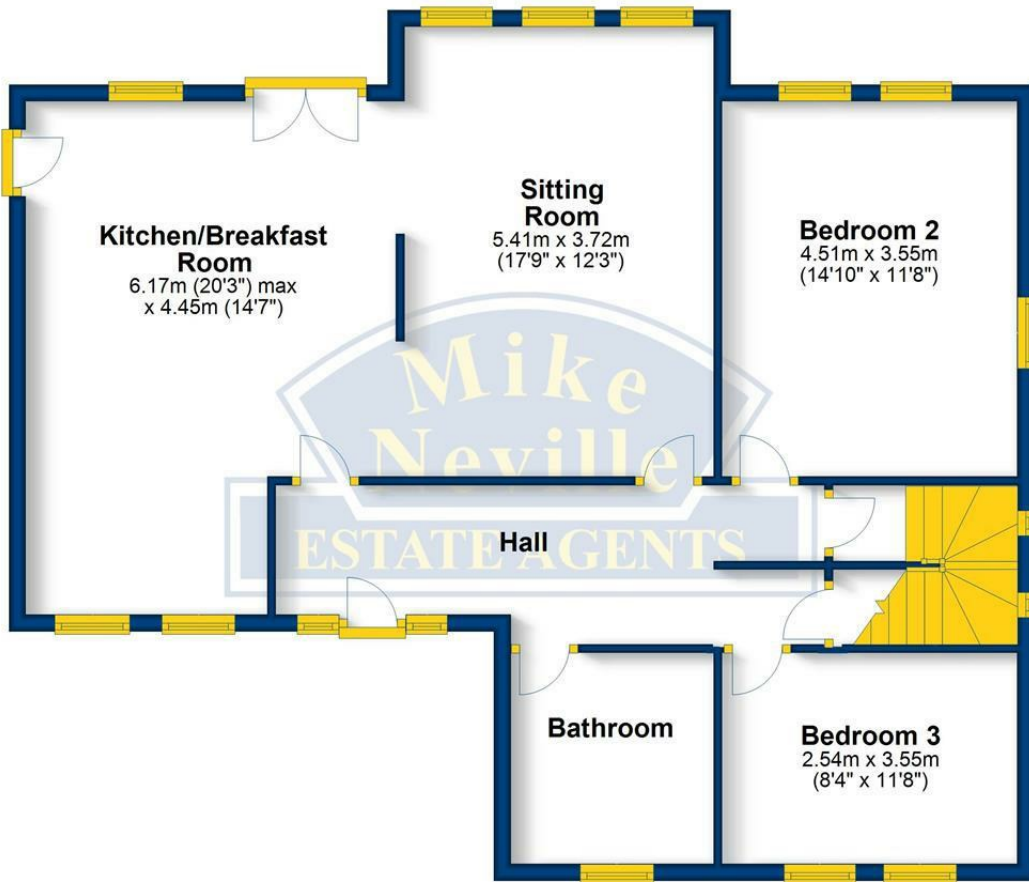 Kitchen/Breakfast
Room
6.17m (20'3") max
x 4.45m (14'7")
Sitting
Room
5.41m x 3.72m
(17'9" x 12'3")
Bedroom 2
4.51m x 3.55m
(14'10" x 11'8")
Mike
Neville
ESTATE AGENTS
Hall
Bathroom
Bedroom 3
2.54m x 3.55m
(8'4" x 11'8")